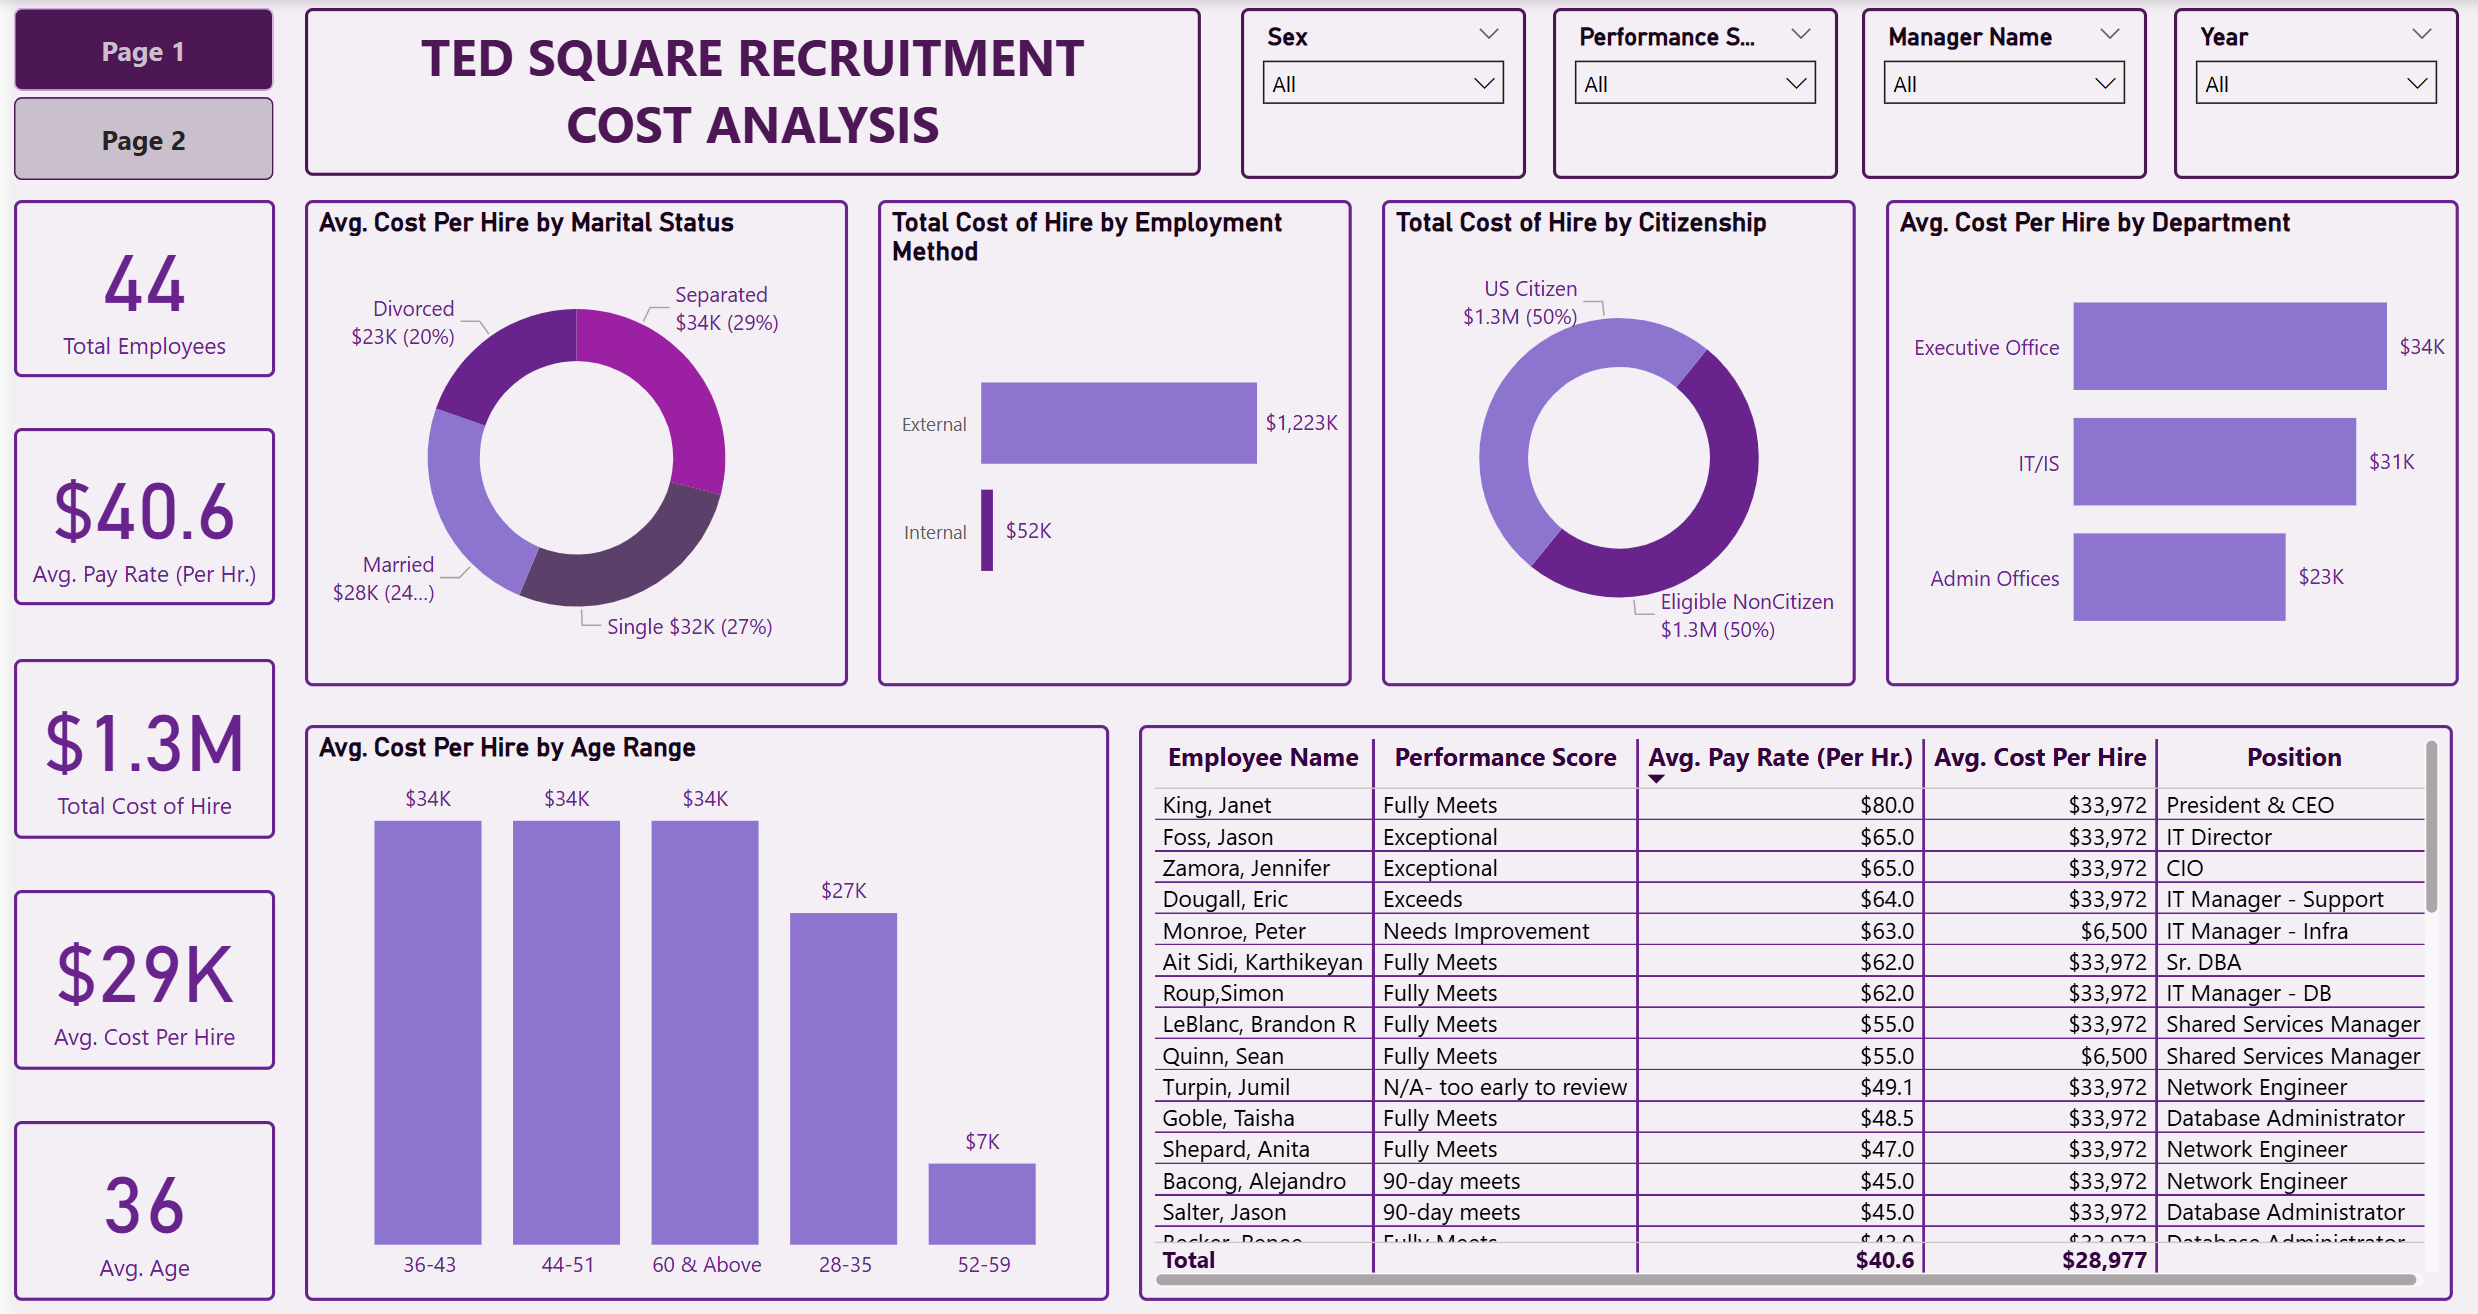 Page 1
Page 2
TED SQUARE RECRUITMENT
COST ANALYSIS
Sex
All
Performance S...
All
Manager Name
All
Year
All
44
Total Employees
$40.6
Avg. Pay Rate (Per Hr.)
$1.3M
Total Cost of Hire
$29K
Avg. Cost Per Hire
36
Avg. Age
Avg. Cost Per Hire by Marital Status
Divorced
$23K (20%)
Separated
$34K (29%)
Married
$28K (24...)
Single $32K (27%)
Total Cost of Hire by Employment
Method
External
$1,223K
Internal
$52K
Total Cost of Hire by Citizenship
US Citizen
$1.3M (50%)
Eligible NonCitizen
$1.3M (50%)
Avg. Cost Per Hire by Department
Executive Office
$34K
IT/IS
$31K
Admin Offices
$23K
Avg. Cost Per Hire by Age Range
$34K
$34K
$34K
$27K
$7K
36-43
44-51
60 & Above
28-35
52-59
Employee Name Performance Score Avg. Pay Rate (Per Hr.) Avg. Cost Per Hire Position
King, Janet Fully Meets $80.0 $33,972 President & CEO
Foss, Jason Exceptional $65.0 $33,972 IT Director
Zamora, Jennifer Exceptional $65.0 $33,972 CIO
Dougall, Eric Exceeds $64.0 $33,972 IT Manager - Support
Monroe, Peter Needs Improvement $63.0 $6,500 IT Manager - Infra
Ait Sidi, Karthikeyan Fully Meets $62.0 $33,972 Sr. DBA
Roup,Simon Fully Meets $62.0 $33,972 IT Manager - DB
LeBlanc, Brandon R Fully Meets $55.0 $33,972 Shared Services Manager
Quinn, Sean Fully Meets $55.0 $6,500 Shared Services Manager
Turpin, Jumil N/A- too early to review $49.1 $33,972 Network Engineer
Goble, Taisha Fully Meets $48.5 $33,972 Database Administrator
Shepard, Anita Fully Meets $47.0 $33,972 Network Engineer
Bacong, Alejandro 90-day meets $45.0 $33,972 Network Engineer
Salter, Jason 90-day meets $45.0 $33,972 Database Administrator
Total $40.6 $28,977